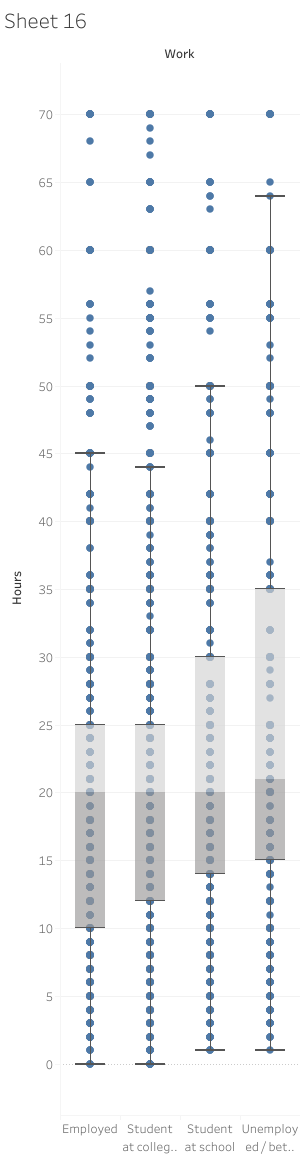 Sheet 16
Work
70
65
60
55
50
45
40
35
30
25
20
15
10
5
0
Hours
Employed
Student
at colleg..
Student
at school
Unemploy
ed / bet..